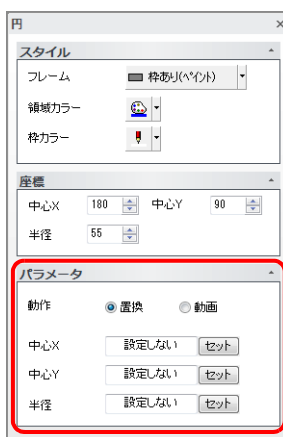 円
スタイル
フレーム 枠あり(ペイント)
領域カラー
枠カラー
座標
中心X 180 中心Y 90
半径 55
パラメータ
動作 置換 動画
中心X 設定しない セット
中心Y 設定しない セット
半径 設定しない セット